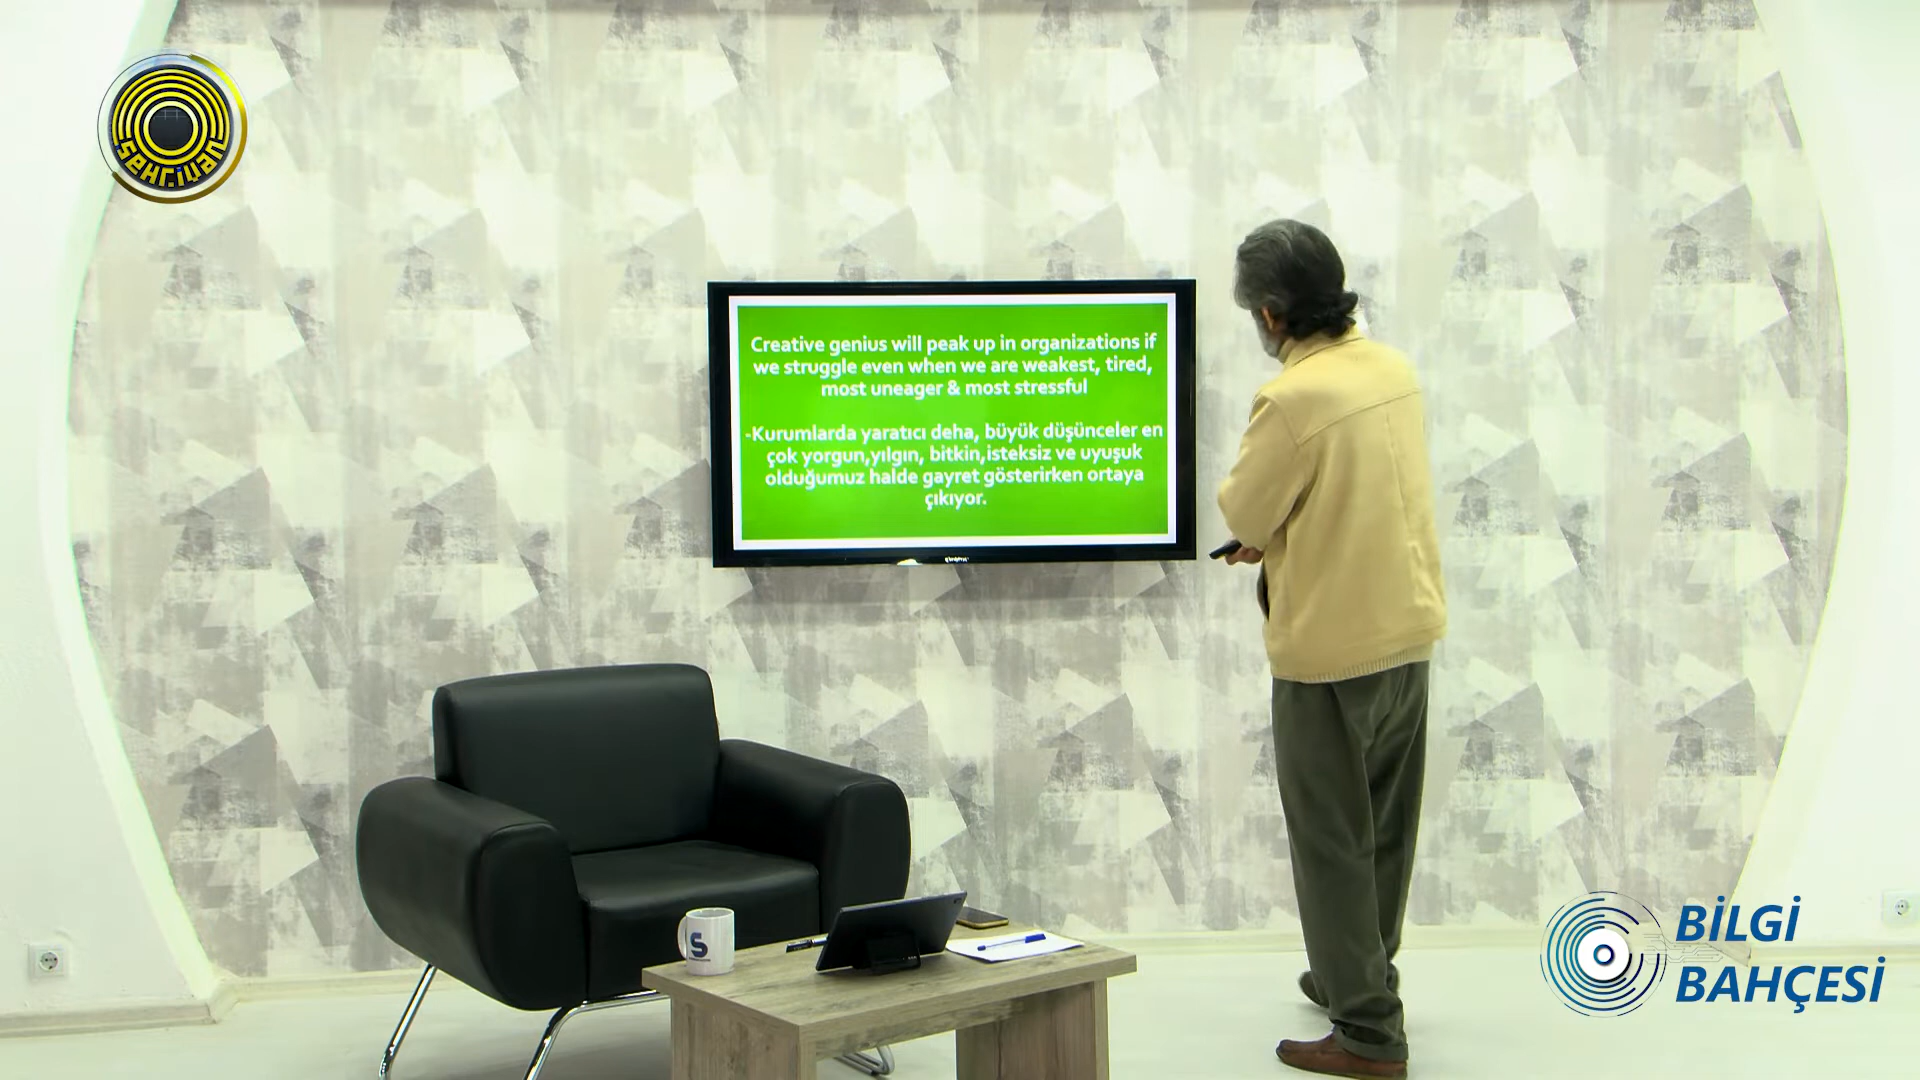 şehr.iyan
Creative genius will peak up in organizations if
we struggle even when we are weakest, tired,
most uneager & most stressful
-Kurumlarda yaratıcı deha, büyük düşünceler en
çok yorgun,yılgın, bitkin,isteksiz ve uyuşuk
olduğumuz halde gayret gösterirken ortaya
çıkıyor.
S
BİLGİ
BAHÇESİ